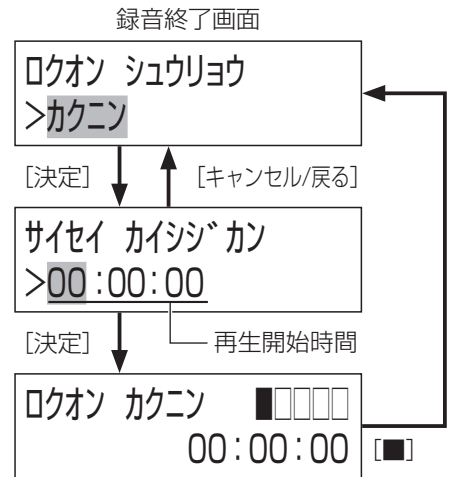 録音終了画面
ロクオン シュウリョウ
>カクニン
[決定] [キャンセル/戻る]
サイセイ カイシジカン
>00:00:00
[決定] 再生開始時間
ロクオン カクニン ■□□□□
00:00:00 [■]